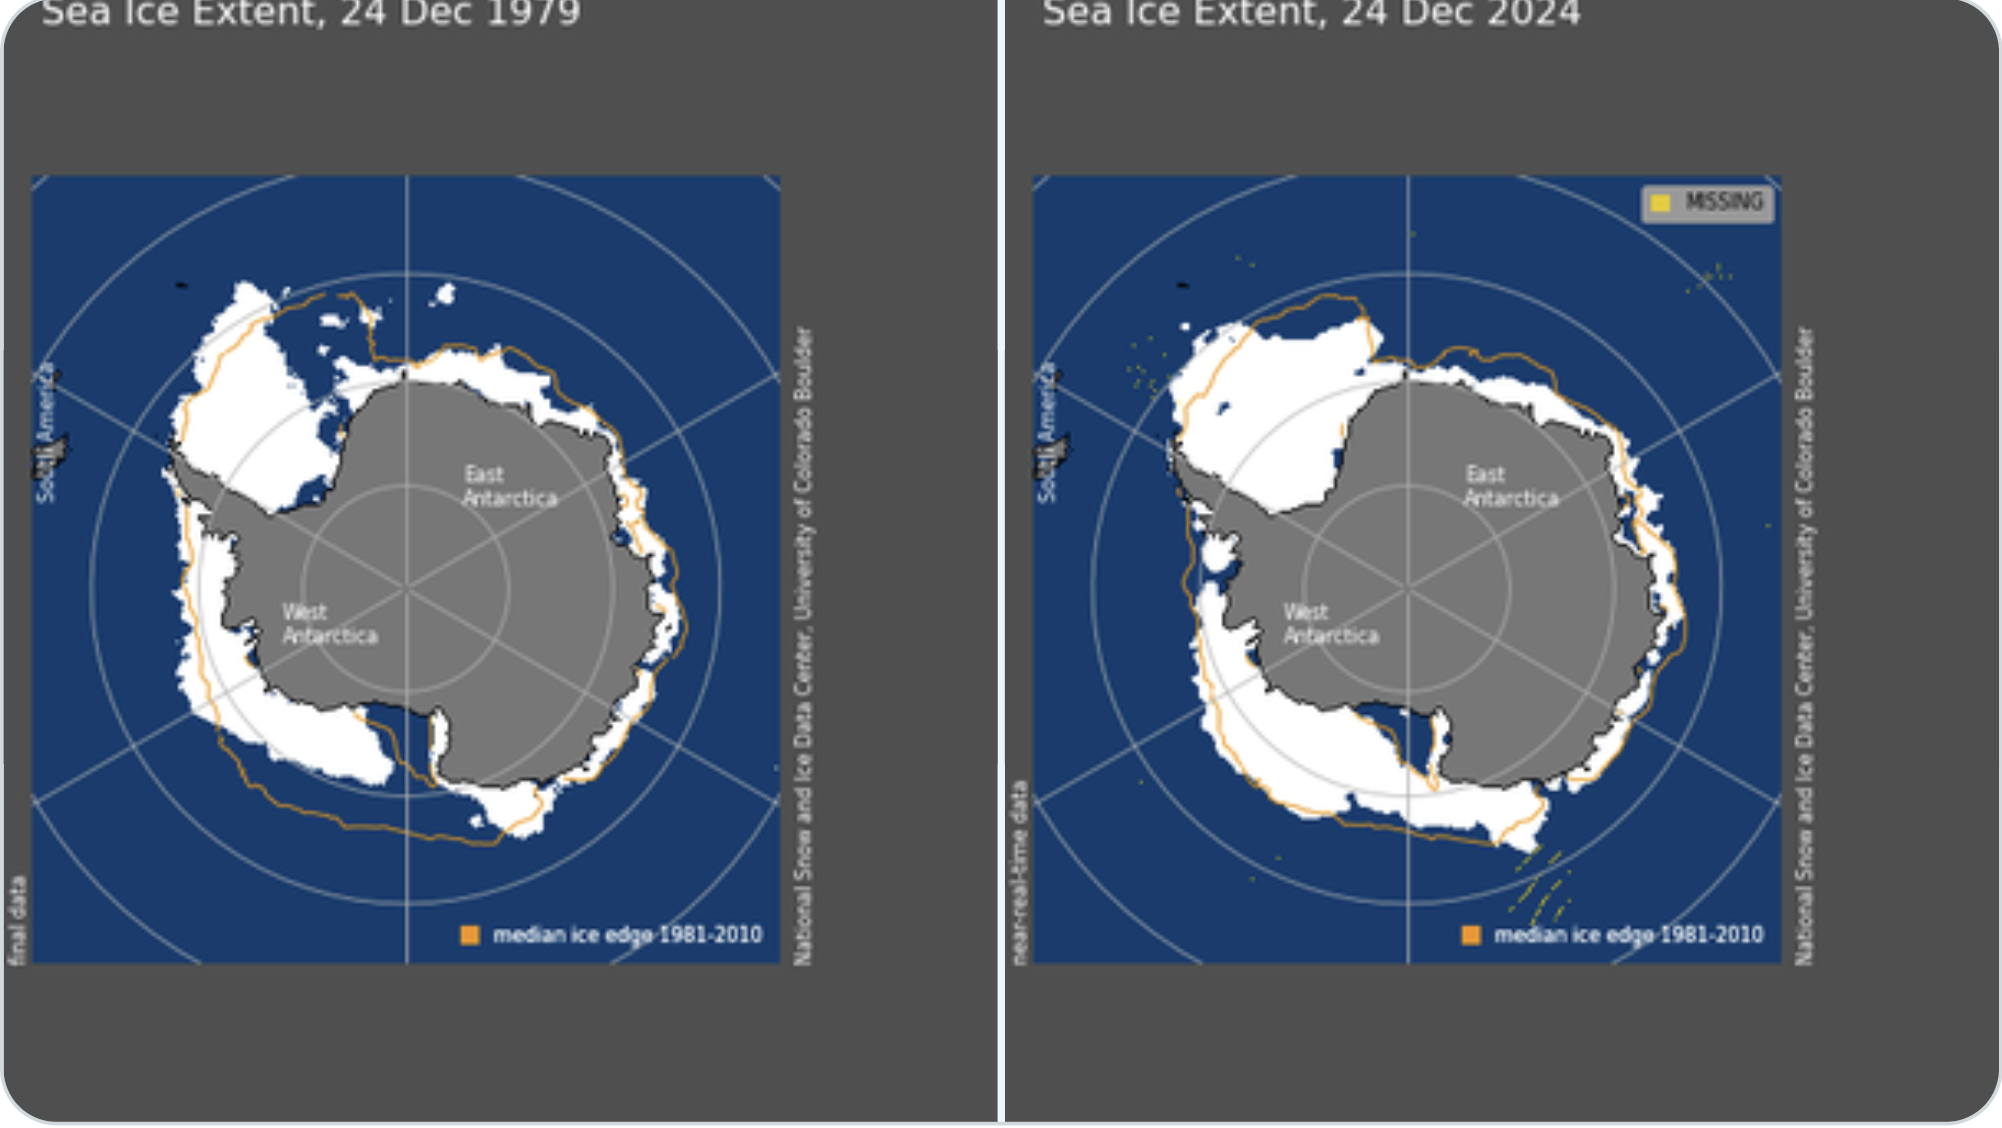 Sea Ice Extent, 24 Dec 1979
South America
East
Antarctica
West
Antarctica
median ice edge 1981-2010
final data
National Snow and Ice Data Center, University of Colorado Boulder
Sea Ice Extent, 24 Dec 2024
MISSING
South America
East
Antarctica
West
Antarctica
median ice edge 1981-2010
near-real-time data
National Snow and Ice Data Center, University of Colorado Boulder